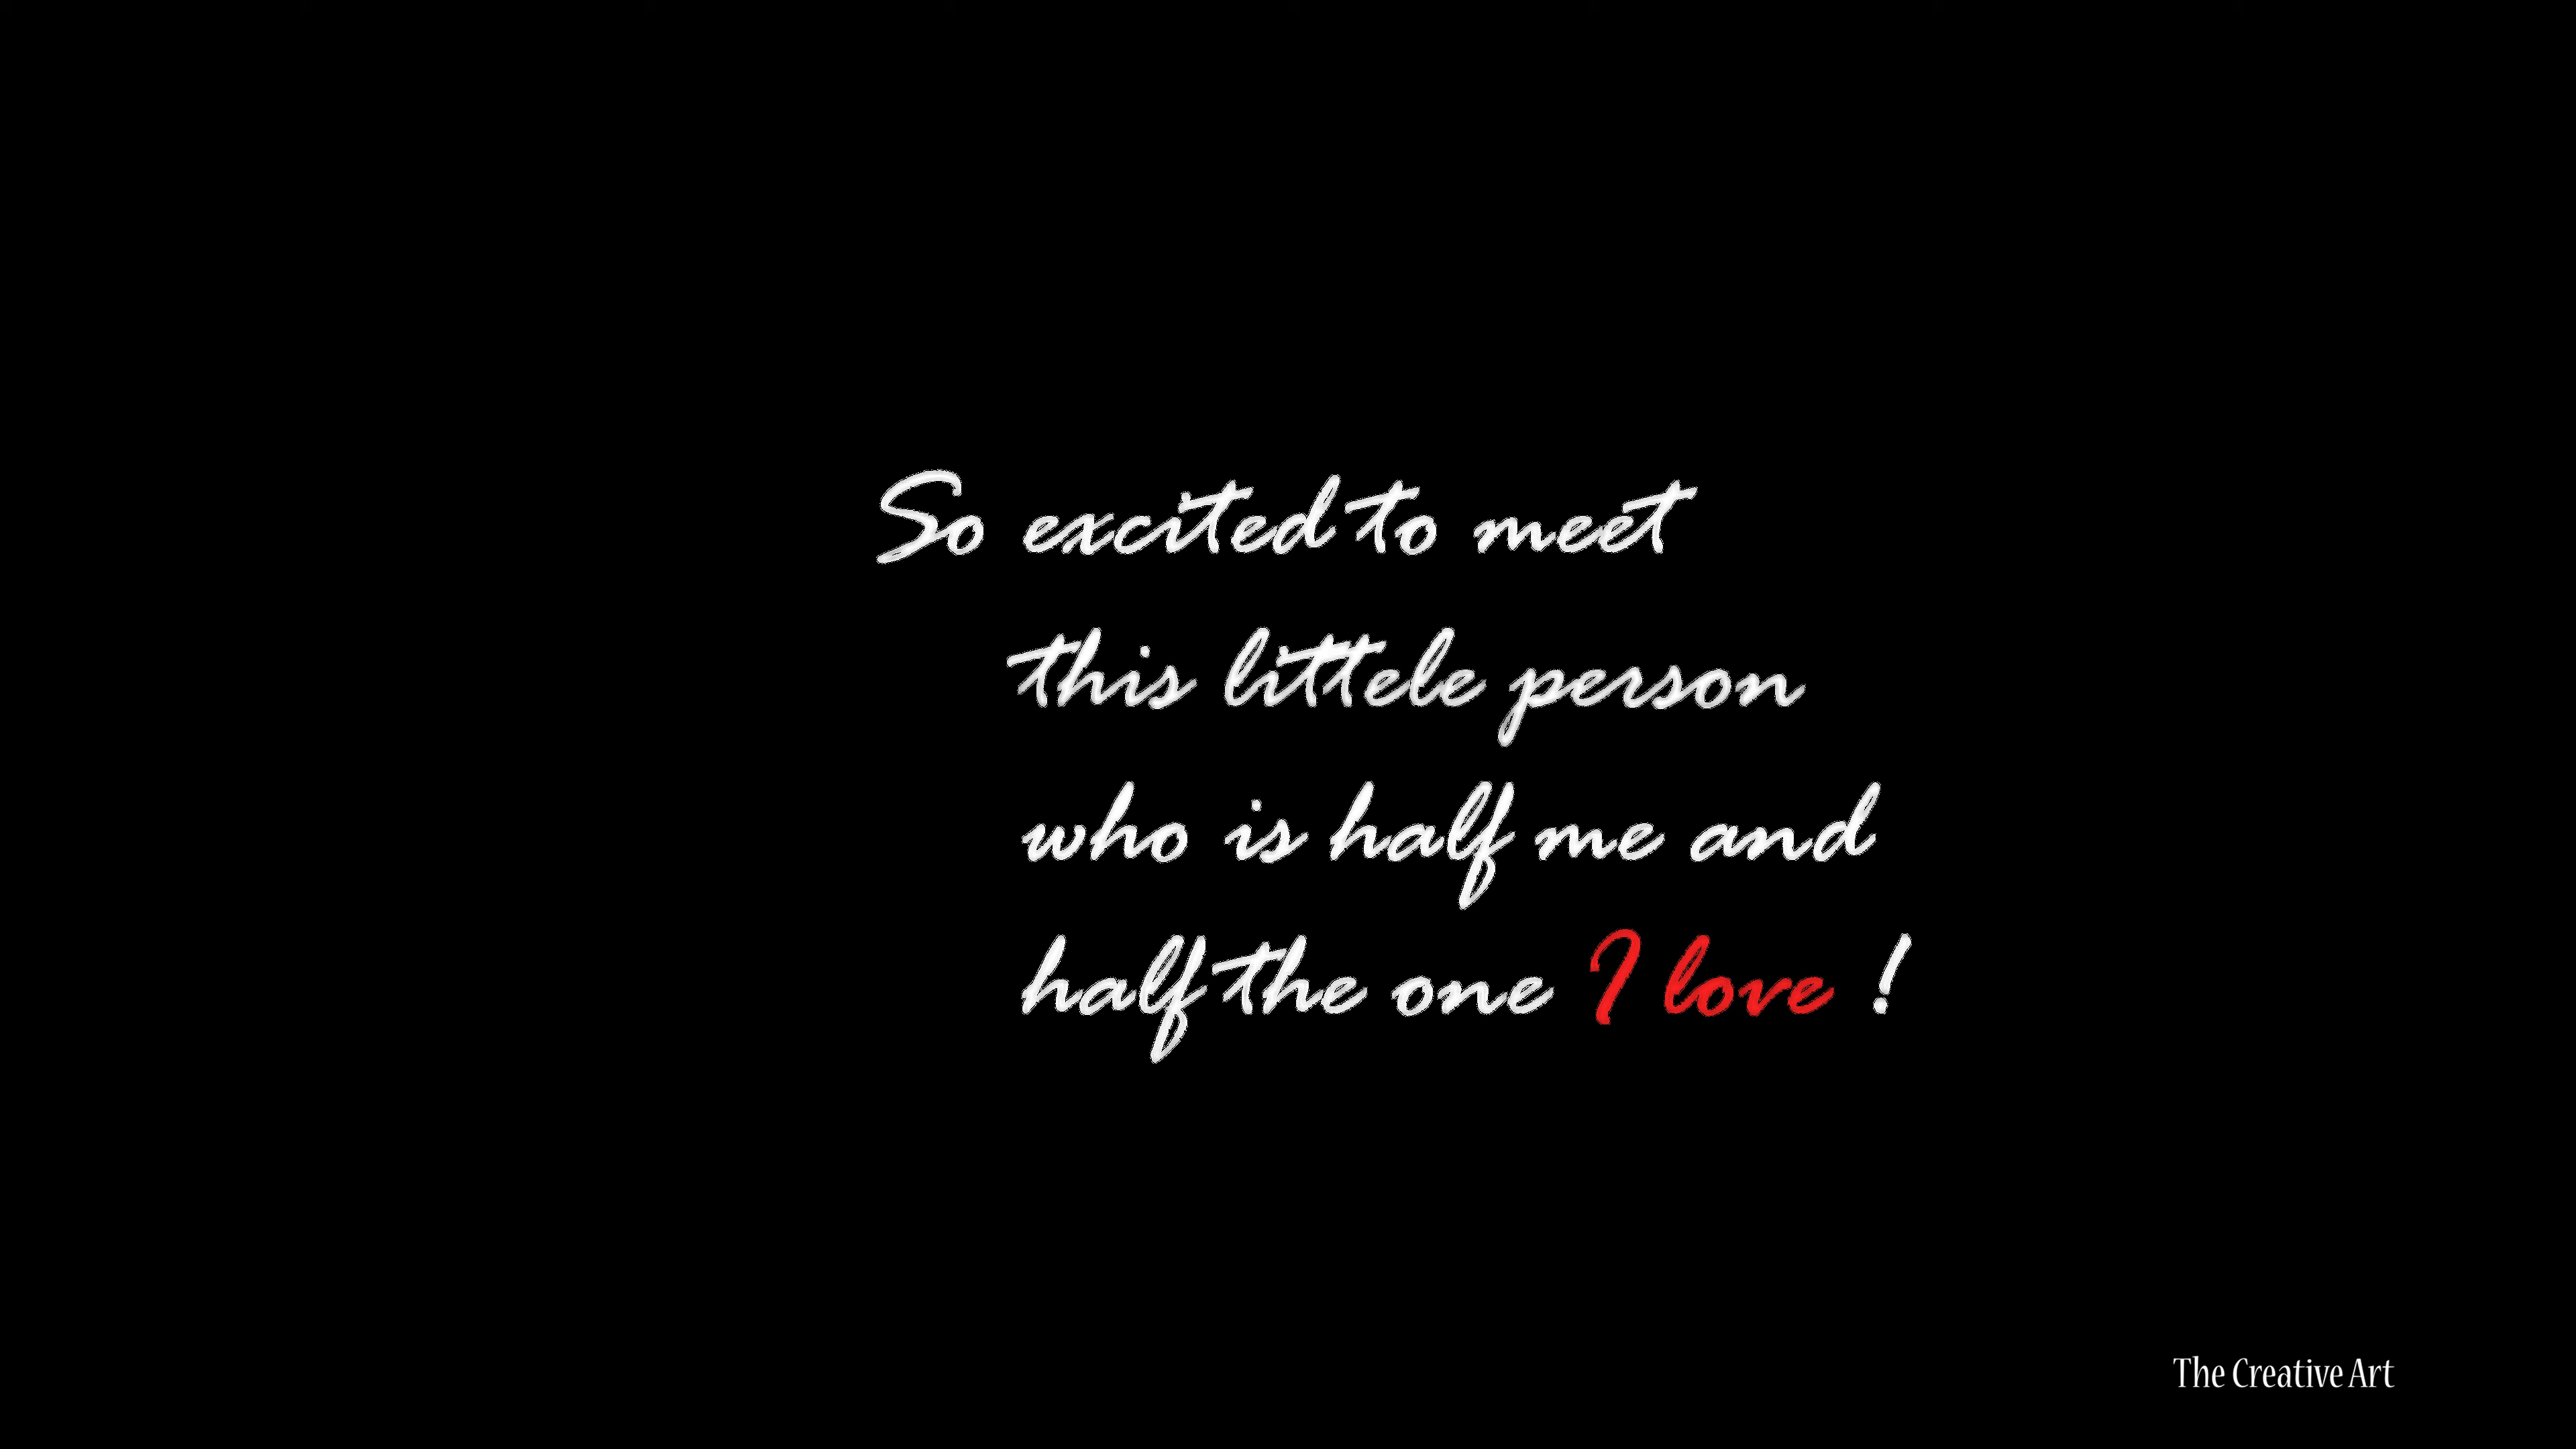 So excited to meet
this littele person
who is half me and
half the one I love !
The Creative Art